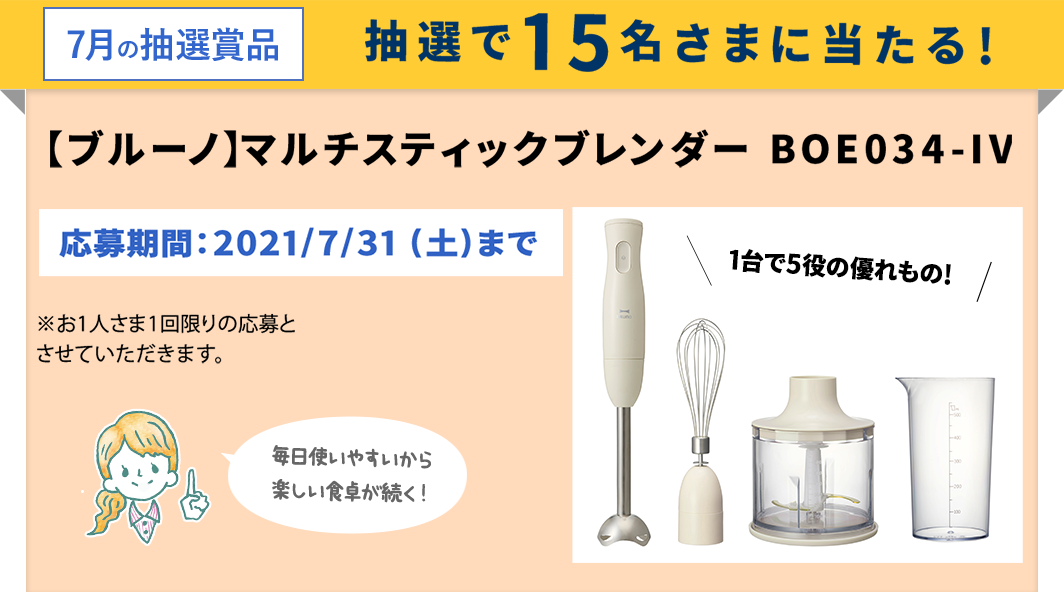 7月の抽選賞品
抽選で15名さまに当たる!
【ブルーノ】マルチスティックブレンダー BOE034-IV
応募期間：2021/7/31（土）まで
1台で5役の優れもの!
※お1人さま1回限りの応募と
させていただきます。
毎日使いやすいから
楽しい食卓が続く!